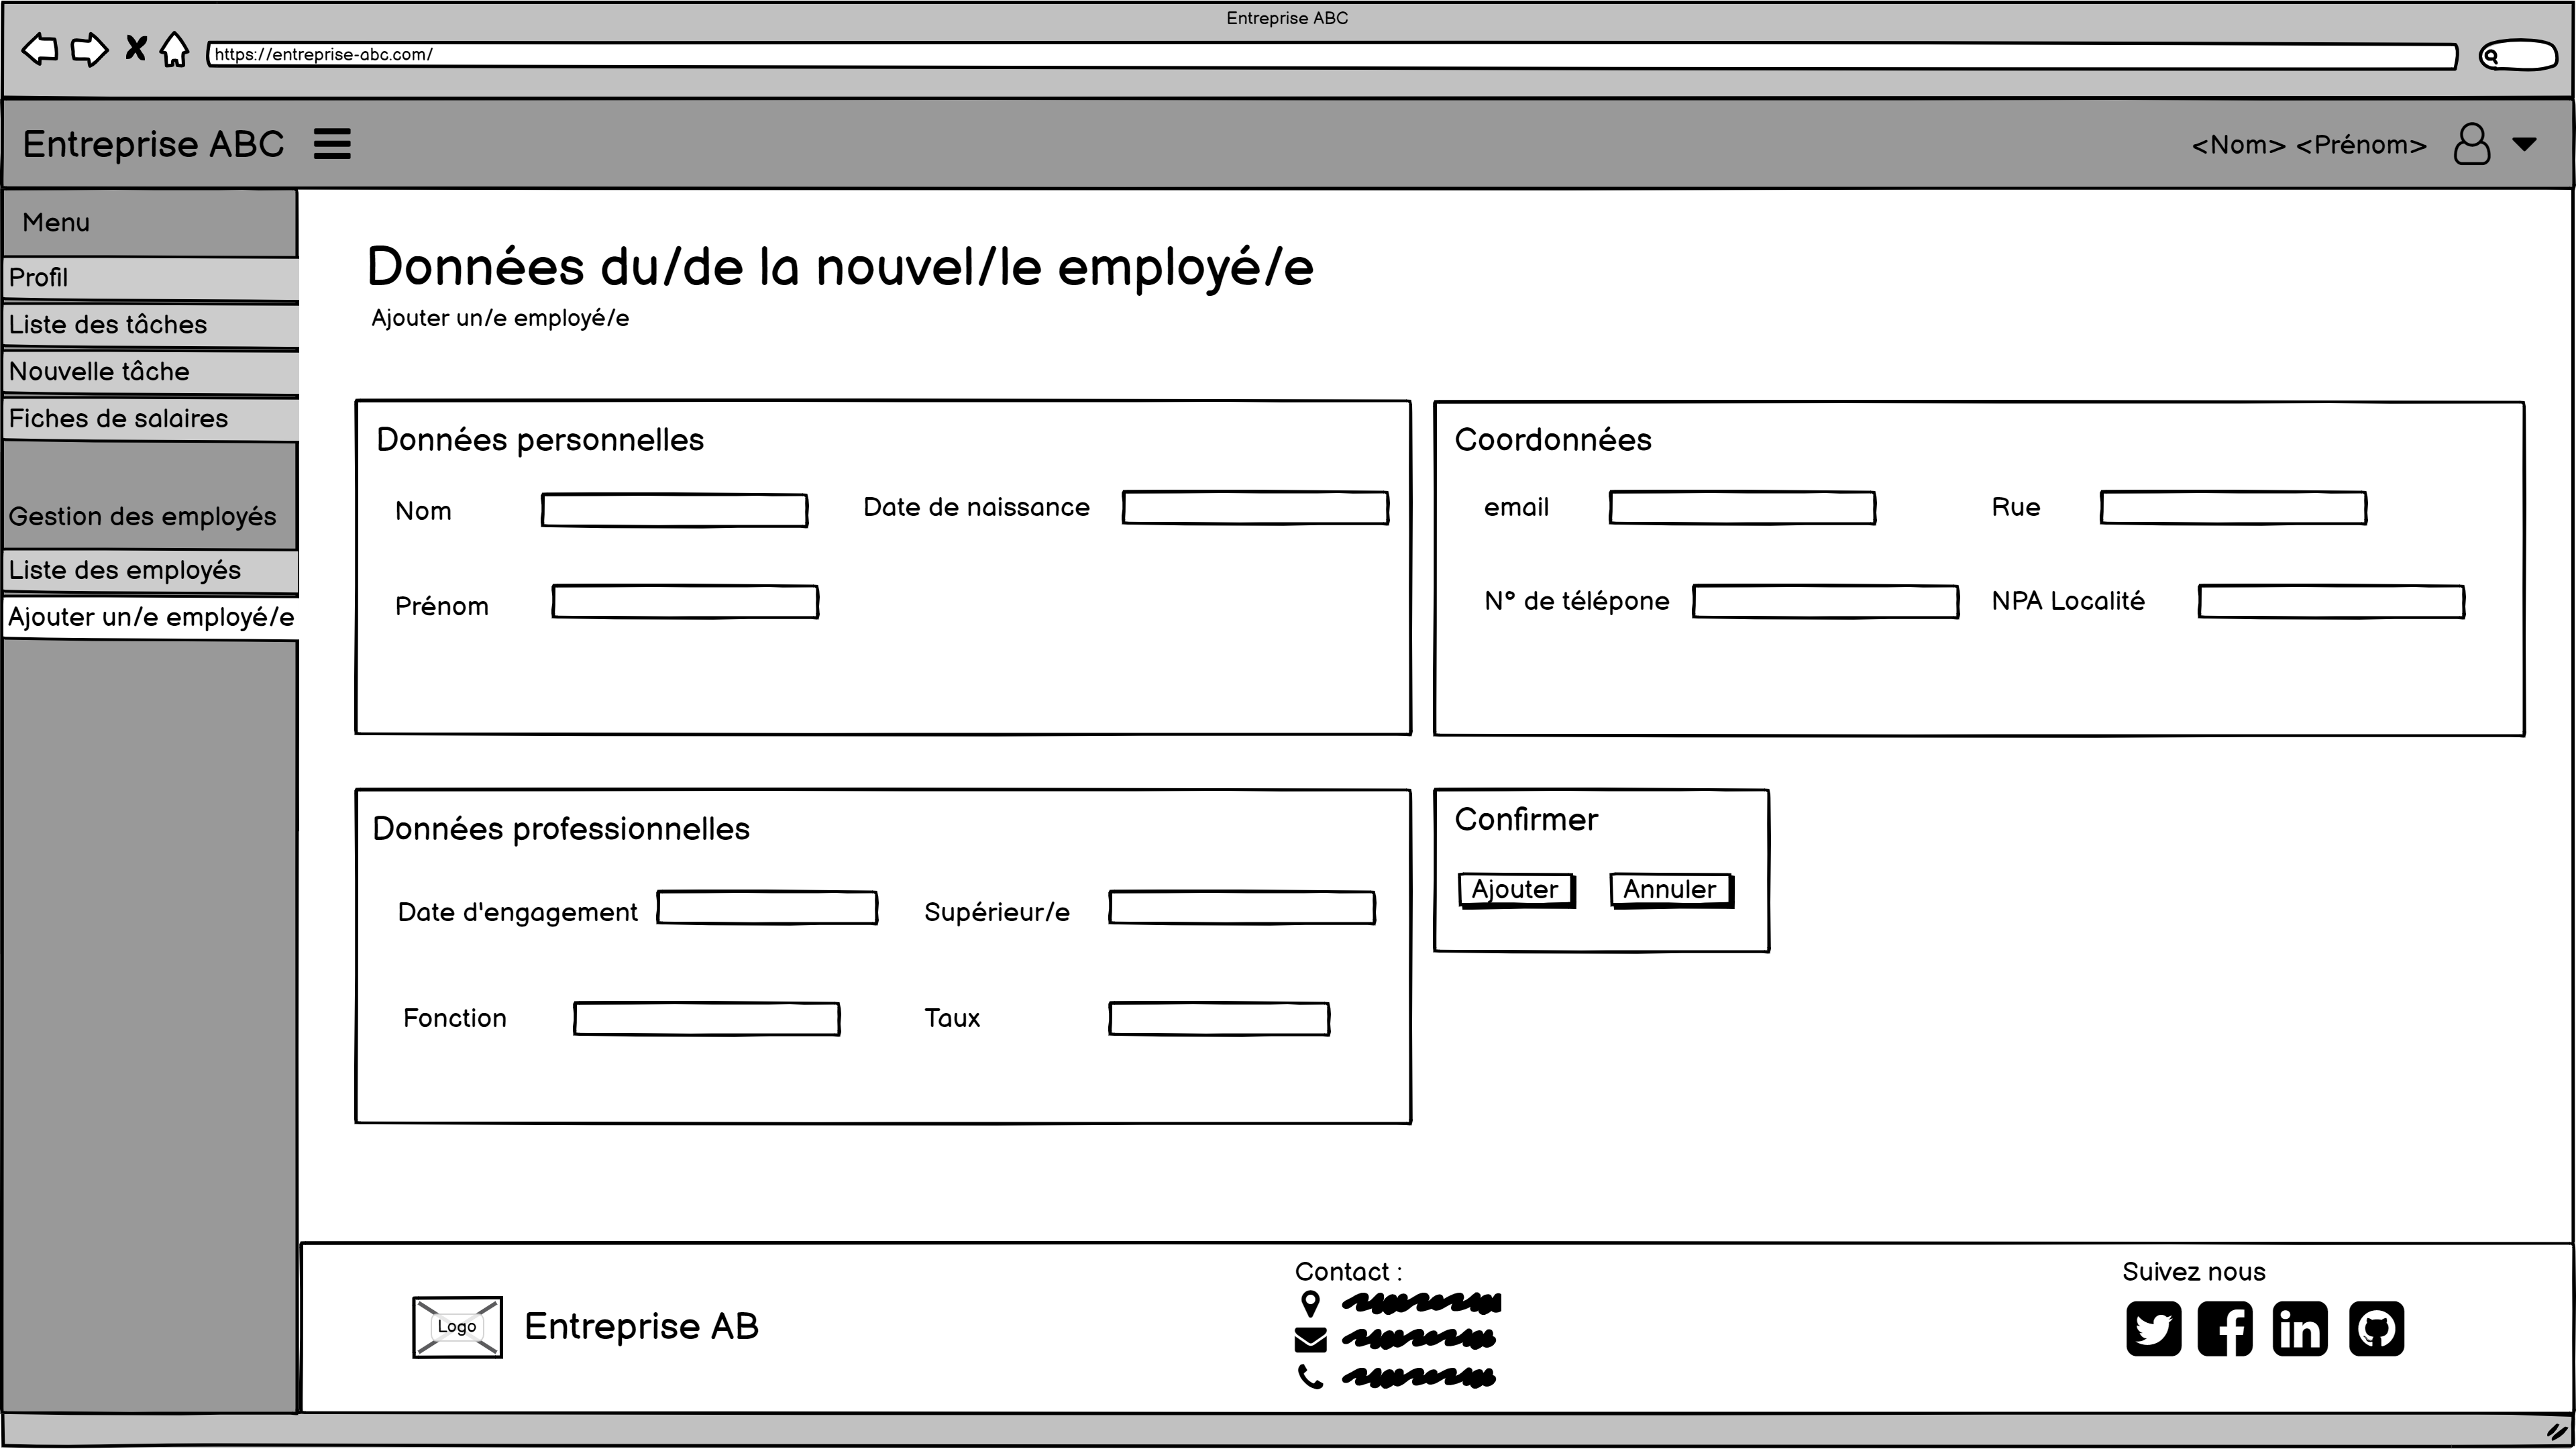 Entreprise ABC
https://entreprise-abc.com/
Entreprise ABC
<Nom> <Prénom>
Menu
Profil
Liste des tâches
Nouvelle tâche
Fiches de salaires
Gestion des employés
Liste des employés
Ajouter un/e employé/e
Données du/de la nouvel/le employé/e
Ajouter un/e employé/e
Données personnelles
Nom
Date de naissance
Prénom
Coordonnées
email
Rue
N° de télépone
NPA Localité
Données professionnelles
Date d'engagement
Supérieur/e
Fonction
Taux
Confirmer
Ajouter
Annuler
Logo
Entreprise AB
Contact :
Suivez nous